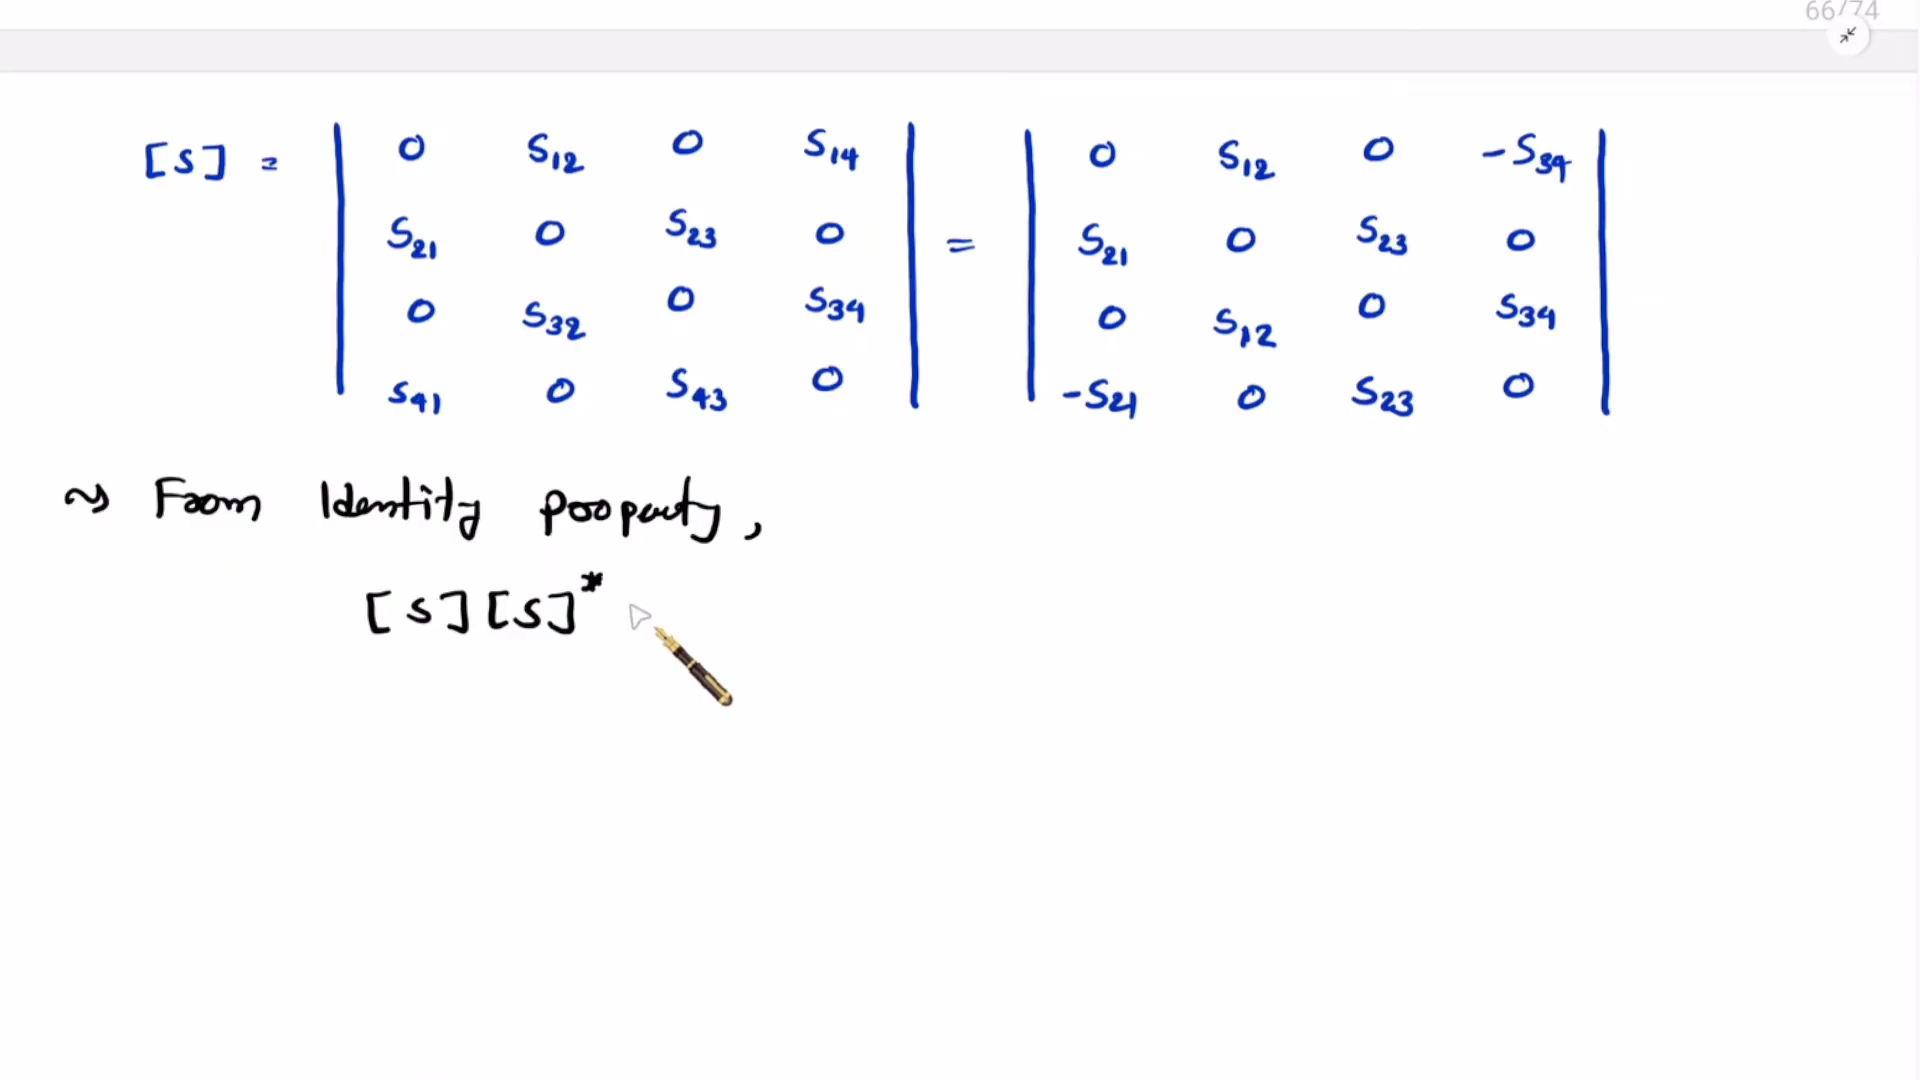 66/74
[S] = | 0 S12 0 S14 | = | 0 S12 0 -S34 |
| S21 0 S23 0 | | S21 0 S23 0 |
| 0 S32 0 S34 | | 0 S12 0 S34 |
| S41 0 S43 0 | | -S21 0 S23 0 |
~> From Identity property,
[S][S]*